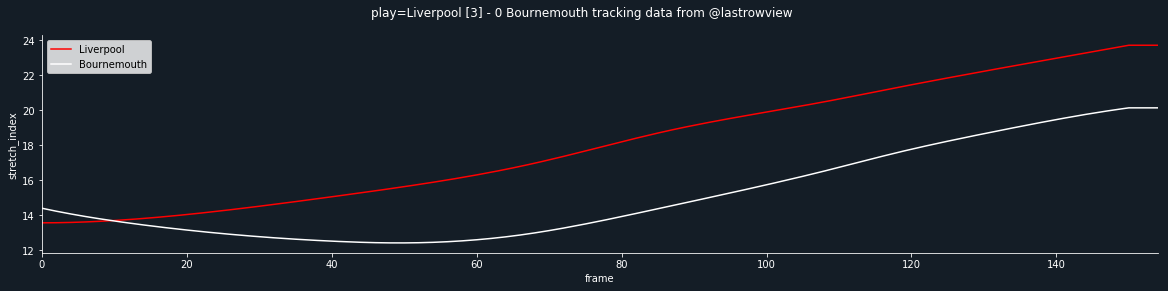 play=Liverpool [3] - 0 Bournemouth tracking data from @lastrowview
Liverpool
Bournemouth
stretch_index
24
22
20
18
16
14
12
0 20 40 60 80 100 120 140
frame